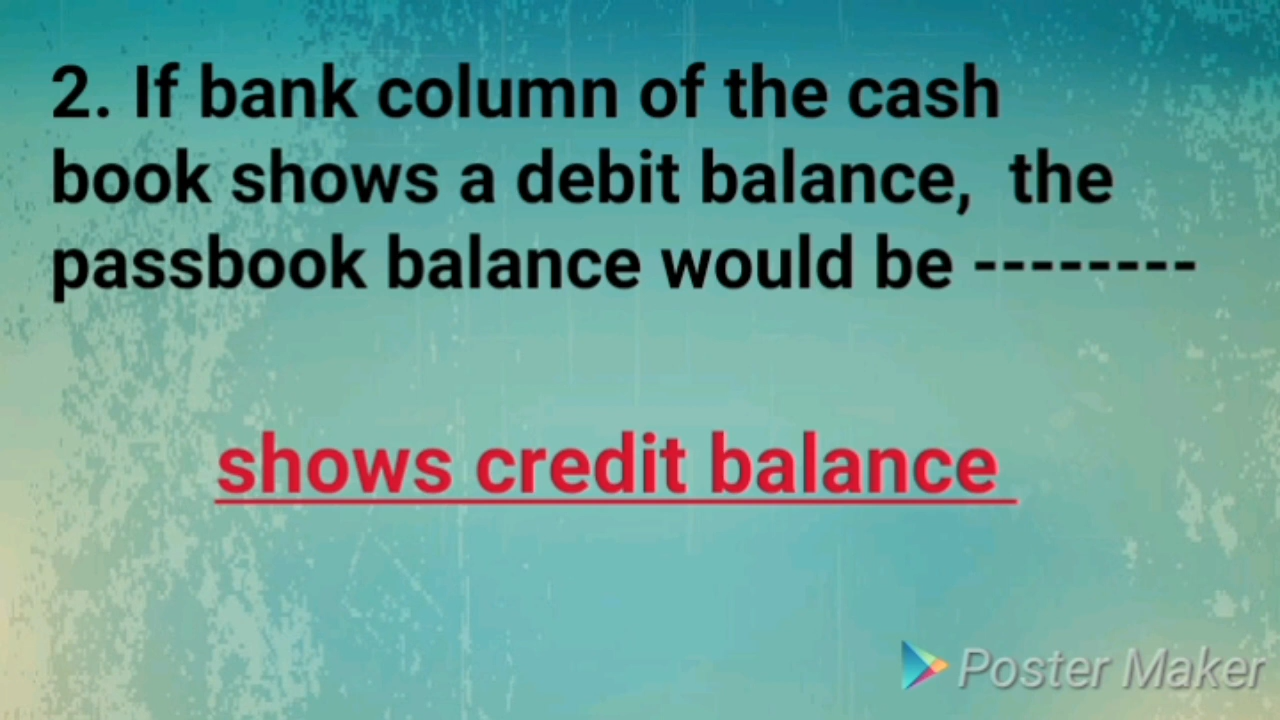 2. If bank column of the cash
book shows a debit balance, the
passbook balance would be --------
shows credit balance
Poster Maker